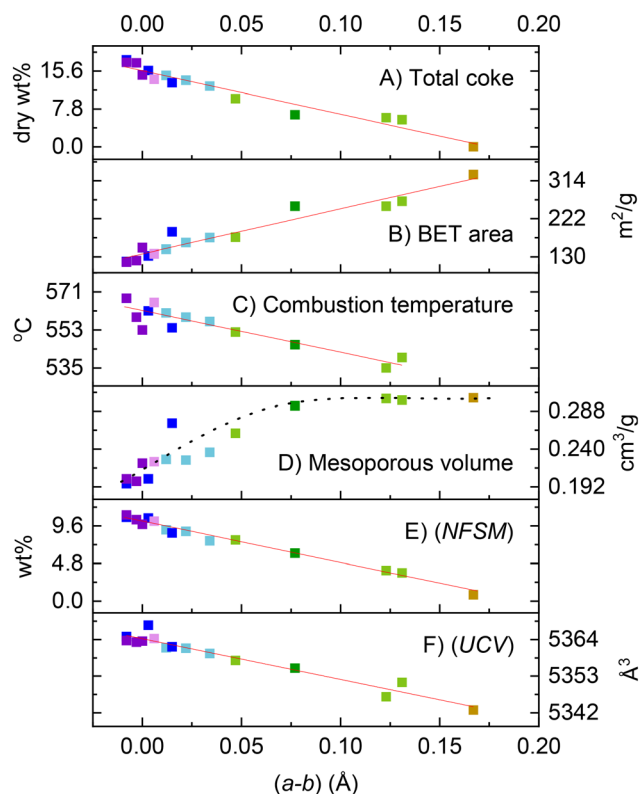 0.00 0.05 0.10 0.15 0.20
15.6
7.8
0.0
dry wt%
A) Total coke
314
222
130
m²/g
B) BET area
571
553
535
ºC
C) Combustion temperature
0.288
0.240
0.192
cm³/g
D) Mesoporous volume
9.6
4.8
0.0
wt%
E) (NFSM)
5364
5353
5342
Å³
F) (UCV)
0.00 0.05 0.10 0.15 0.20
(a-b) (Å)